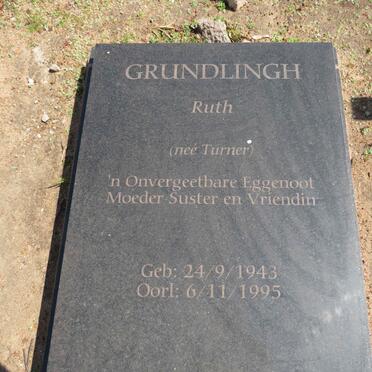 GRUNDLINGH
Ruth
(neé Turner)
'n Onvergeetbare Eggenoot
Moeder Suster en Vriendin
Geb: 24/9/1943
Oorl: 6/11/1995